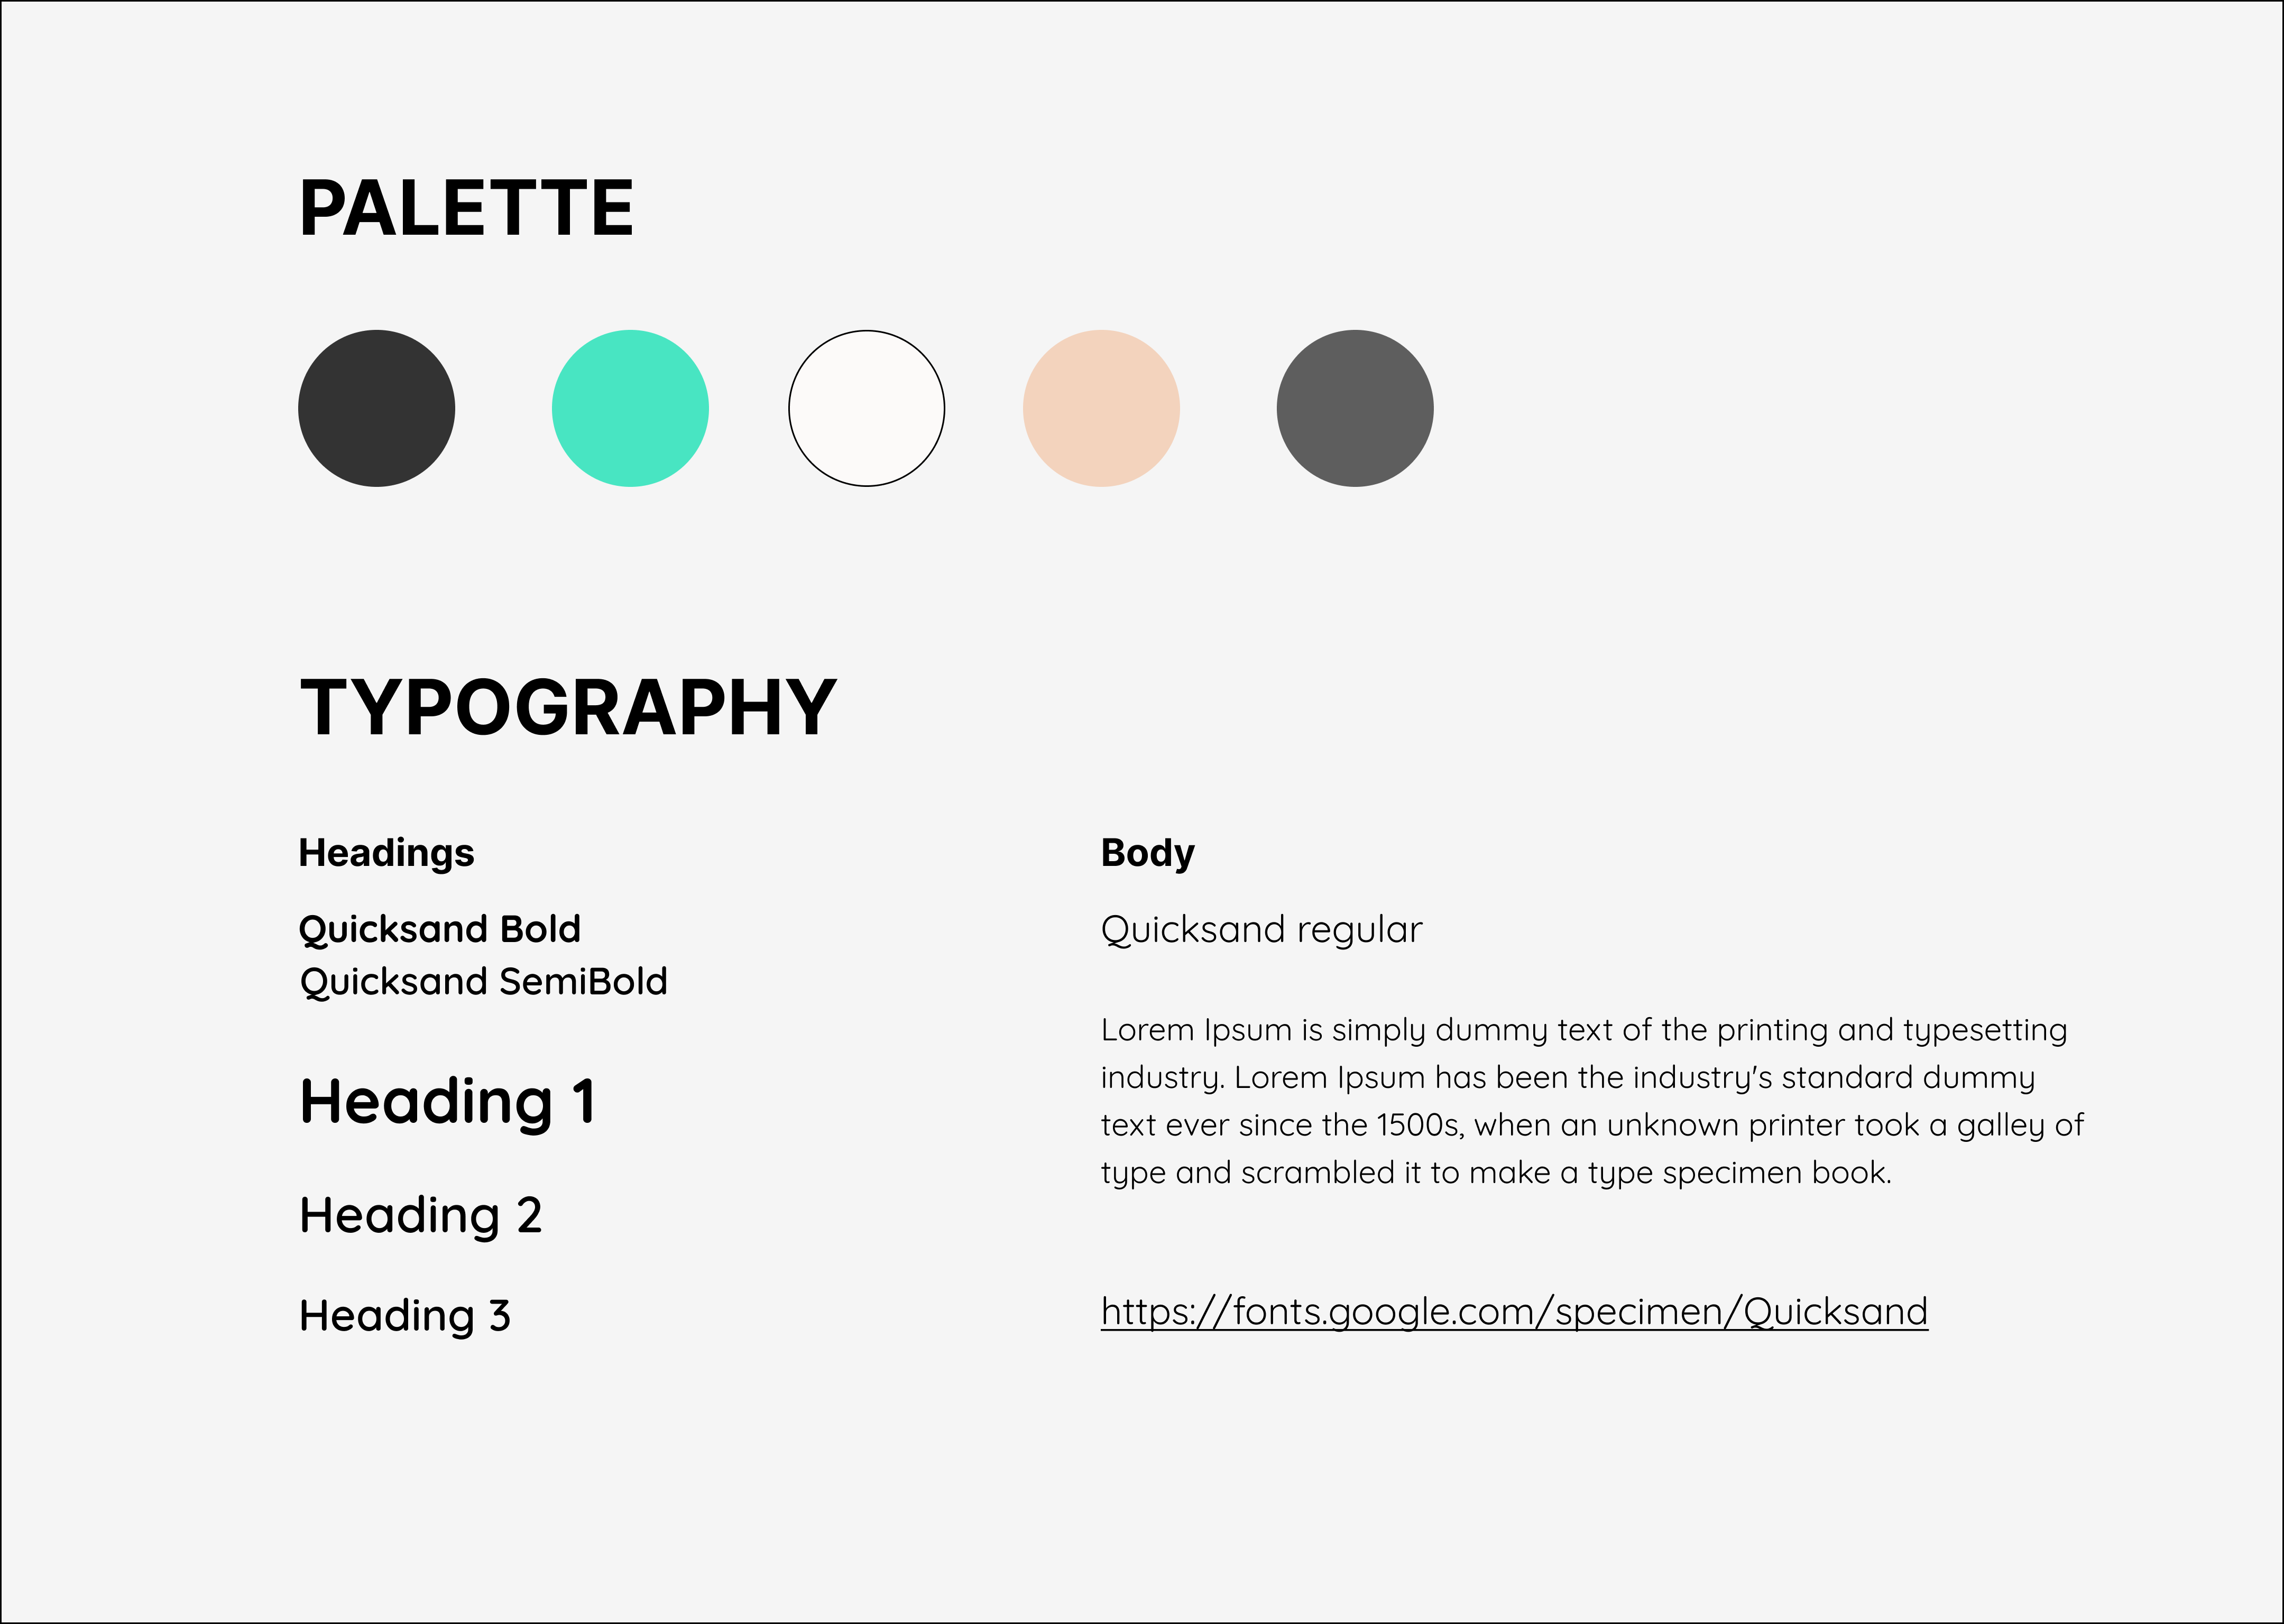 PALETTE
TYPOGRAPHY
Headings
Quicksand Bold
Quicksand SemiBold
Heading 1
Heading 2
Heading 3
Body
Quicksand regular
Lorem Ipsum is simply dummy text of the printing and typesetting
industry. Lorem Ipsum has been the industry's standard dummy
text ever since the 1500s, when an unknown printer took a galley of
type and scrambled it to make a type specimen book.
https://fonts.google.com/specimen/Quicksand